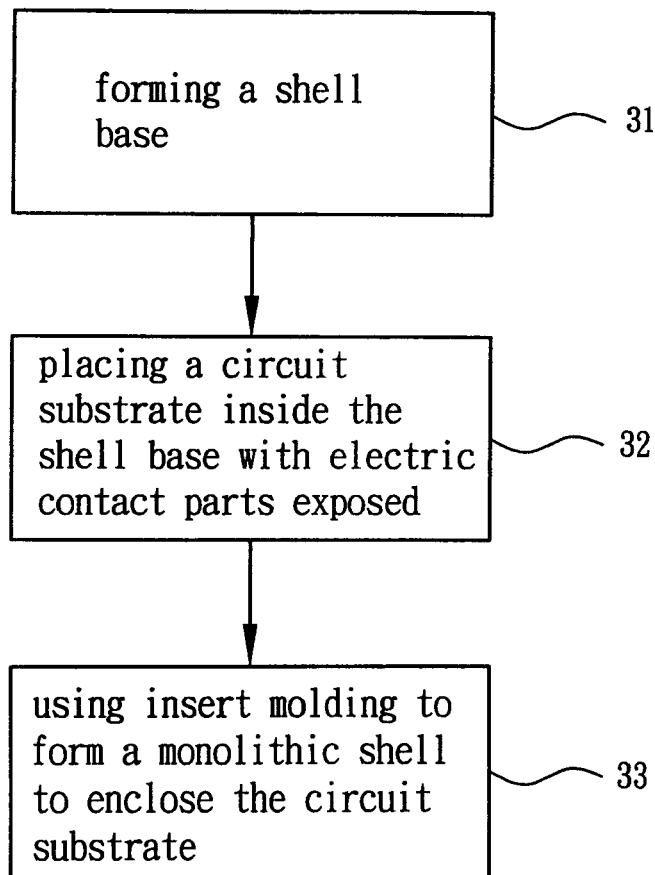 forming a shell
base
31
placing a circuit
substrate inside the
shell base with electric
contact parts exposed
32
using insert molding to
form a monolithic shell
to enclose the circuit
substrate
33